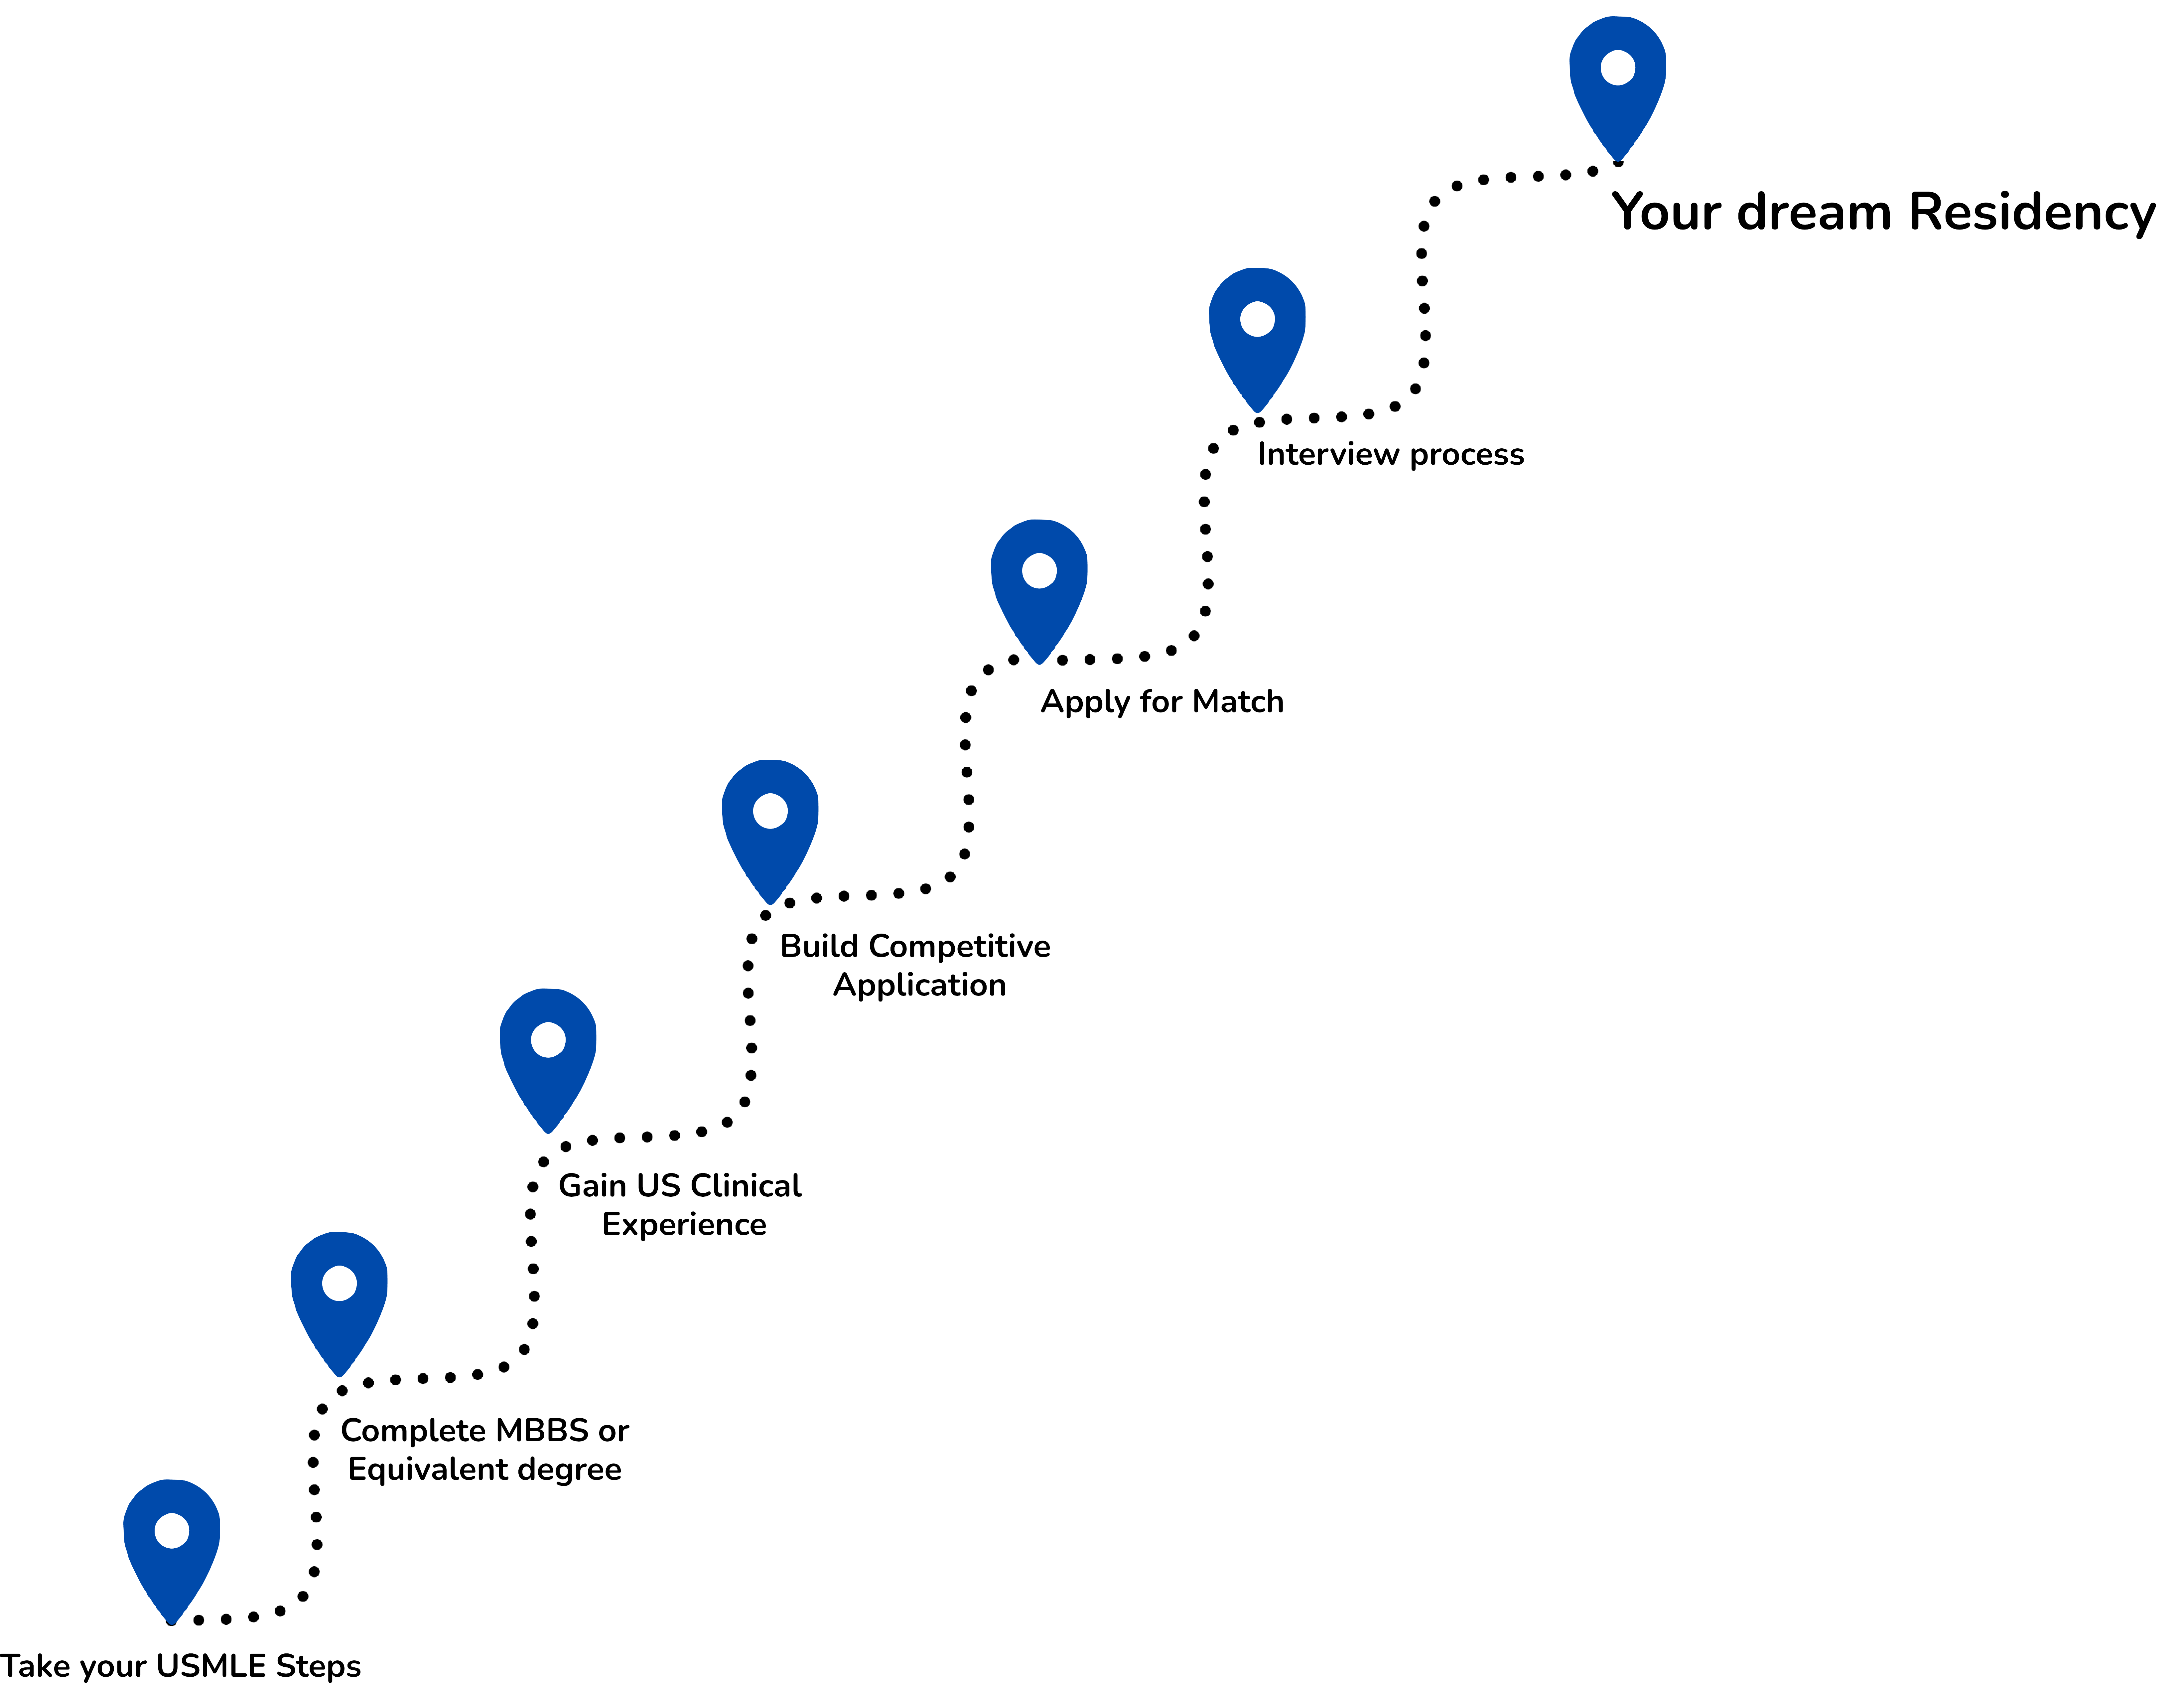 Your dream Residency
Interview process
Apply for Match
Build Competitive
Application
Gain US Clinical
Experience
Complete MBBS or
Equivalent degree
Take your USMLE Steps